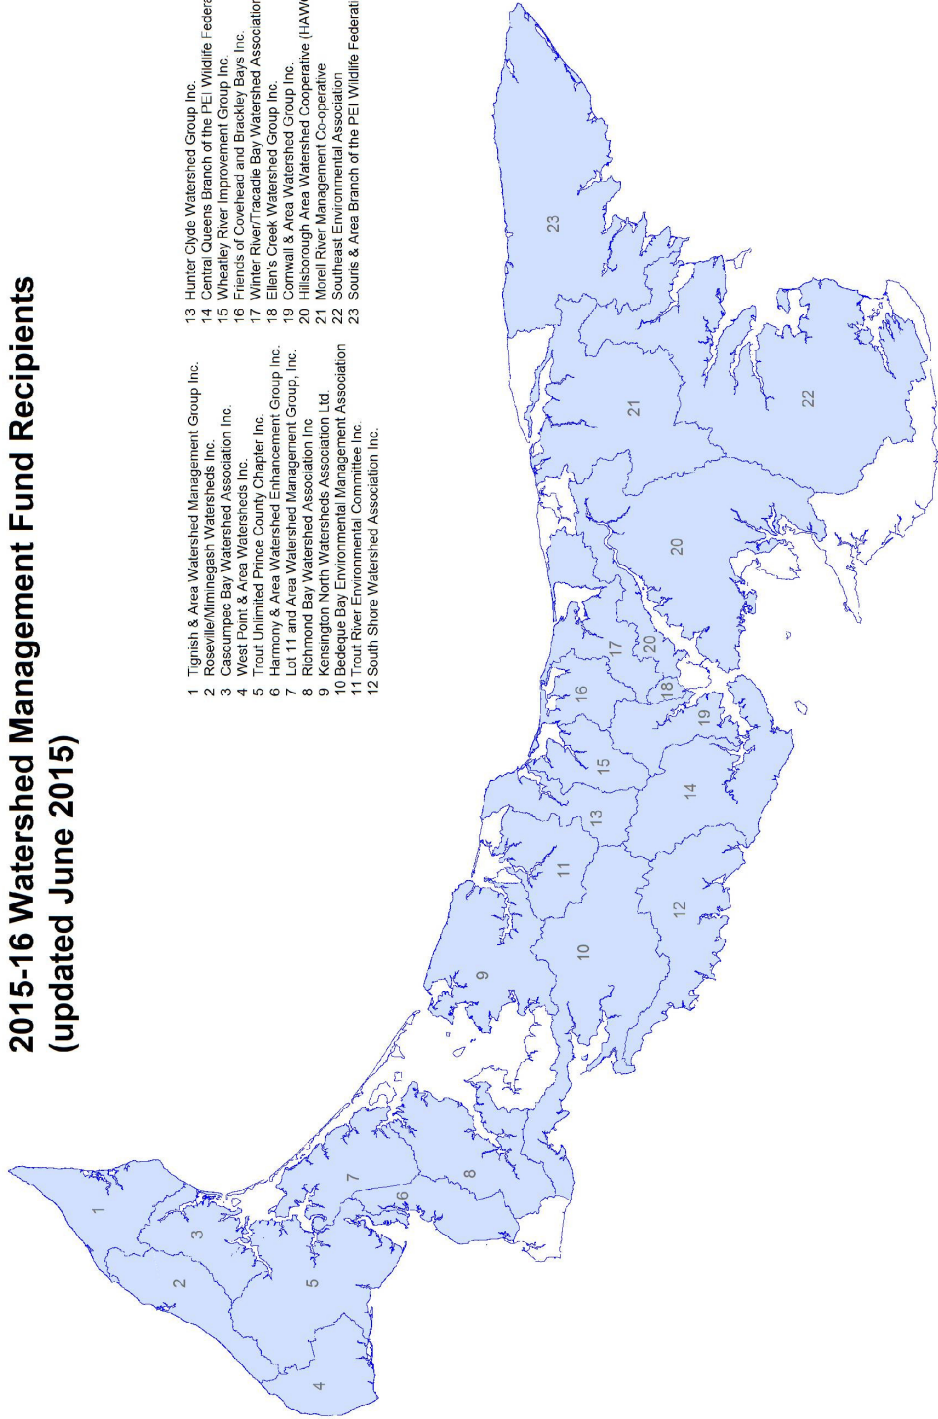 2015-16 Watershed Management Fund Recipients
(updated June 2015)
1 Tignish & Area Watershed Management Group Inc.
2 Roseville/Miminegash Watersheds Inc.
3 Cascumpec Bay Watershed Association Inc.
4 West Point & Area Watersheds Inc.
5 Trout Unlimited Prince County Chapter Inc.
6 Harmony & Area Watershed Enhancement Group Inc.
7 Lot 11 and Area Watershed Management Group, Inc.
8 Richmond Bay Watershed Association Inc
9 Kensington North Watersheds Association Ltd.
10 Bedeque Bay Environmental Management Association
11 Trout River Environmental Committee Inc.
12 South Shore Watershed Association Inc.
13 Hunter Clyde Watershed Group Inc.
14 Central Queens Branch of the PEI Wildlife Federa
15 Wheatley River Improvement Group Inc.
16 Friends of Covehead and Brackley Bays Inc.
17 Winter River/Tracadie Bay Watershed Association
18 Ellen's Creek Watershed Group Inc.
19 Cornwall & Area Watershed Group Inc.
20 Hillsborough Area Watershed Cooperative (HAW
21 Morell River Management Co-operative
22 Southeast Environmental Association
23 Souris & Area Branch of the PEI Wildlife Federati
1
2
3
4
5
6
7
8
9
10
11
12
13
14
15
16
17
18
19
20
20
21
22
23